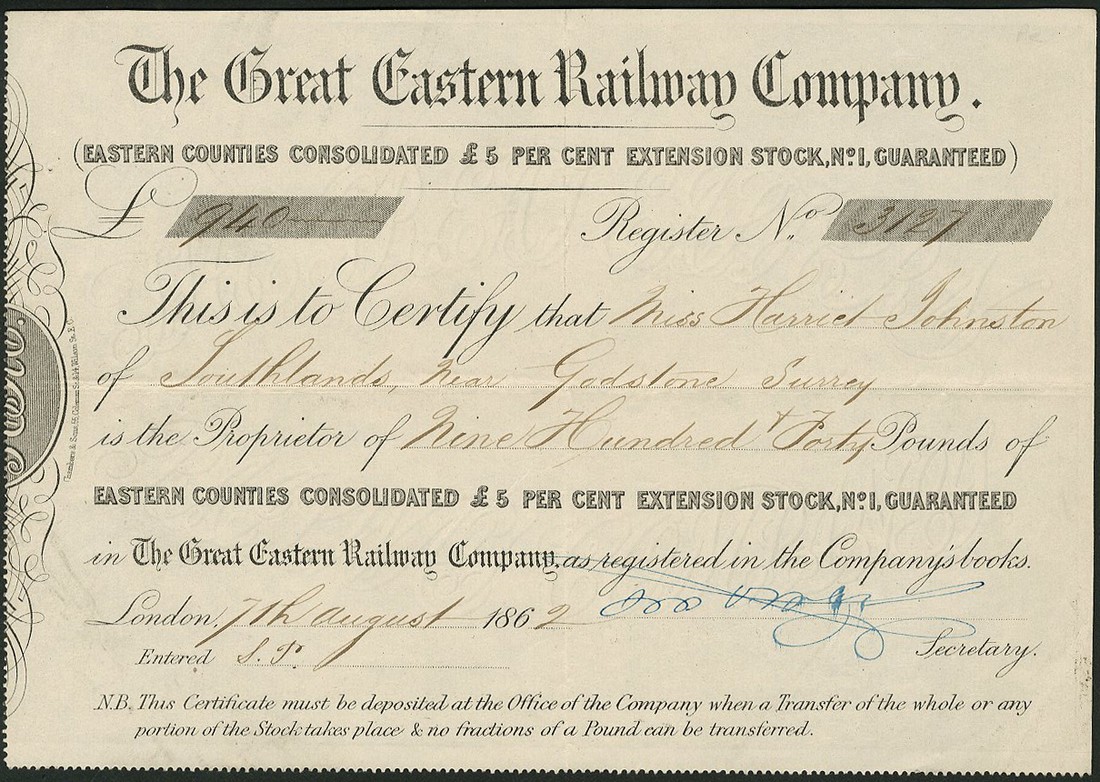 The Great Eastern Railway Company.
(EASTERN COUNTIES CONSOLIDATED £5 PER CENT EXTENSION STOCK, No. 1, GUARANTEED)
£ 940 Register No. 3127
This is to Certify that Miss Harriet Johnston
of Southlands, near Godstone Surrey
is the Proprietor of Nine Hundred & Forty Pounds of
EASTERN COUNTIES CONSOLIDATED £5 PER CENT EXTENSION STOCK, No. 1, GUARANTEED
in The Great Eastern Railway Company, as registered in the Company's books.
London, 7th August 1862
Secretary.
Entered
N.B. This Certificate must be deposited at the Office of the Company when a Transfer of the whole or any
portion of the Stock takes place & no fractions of a Pound can be transferred.